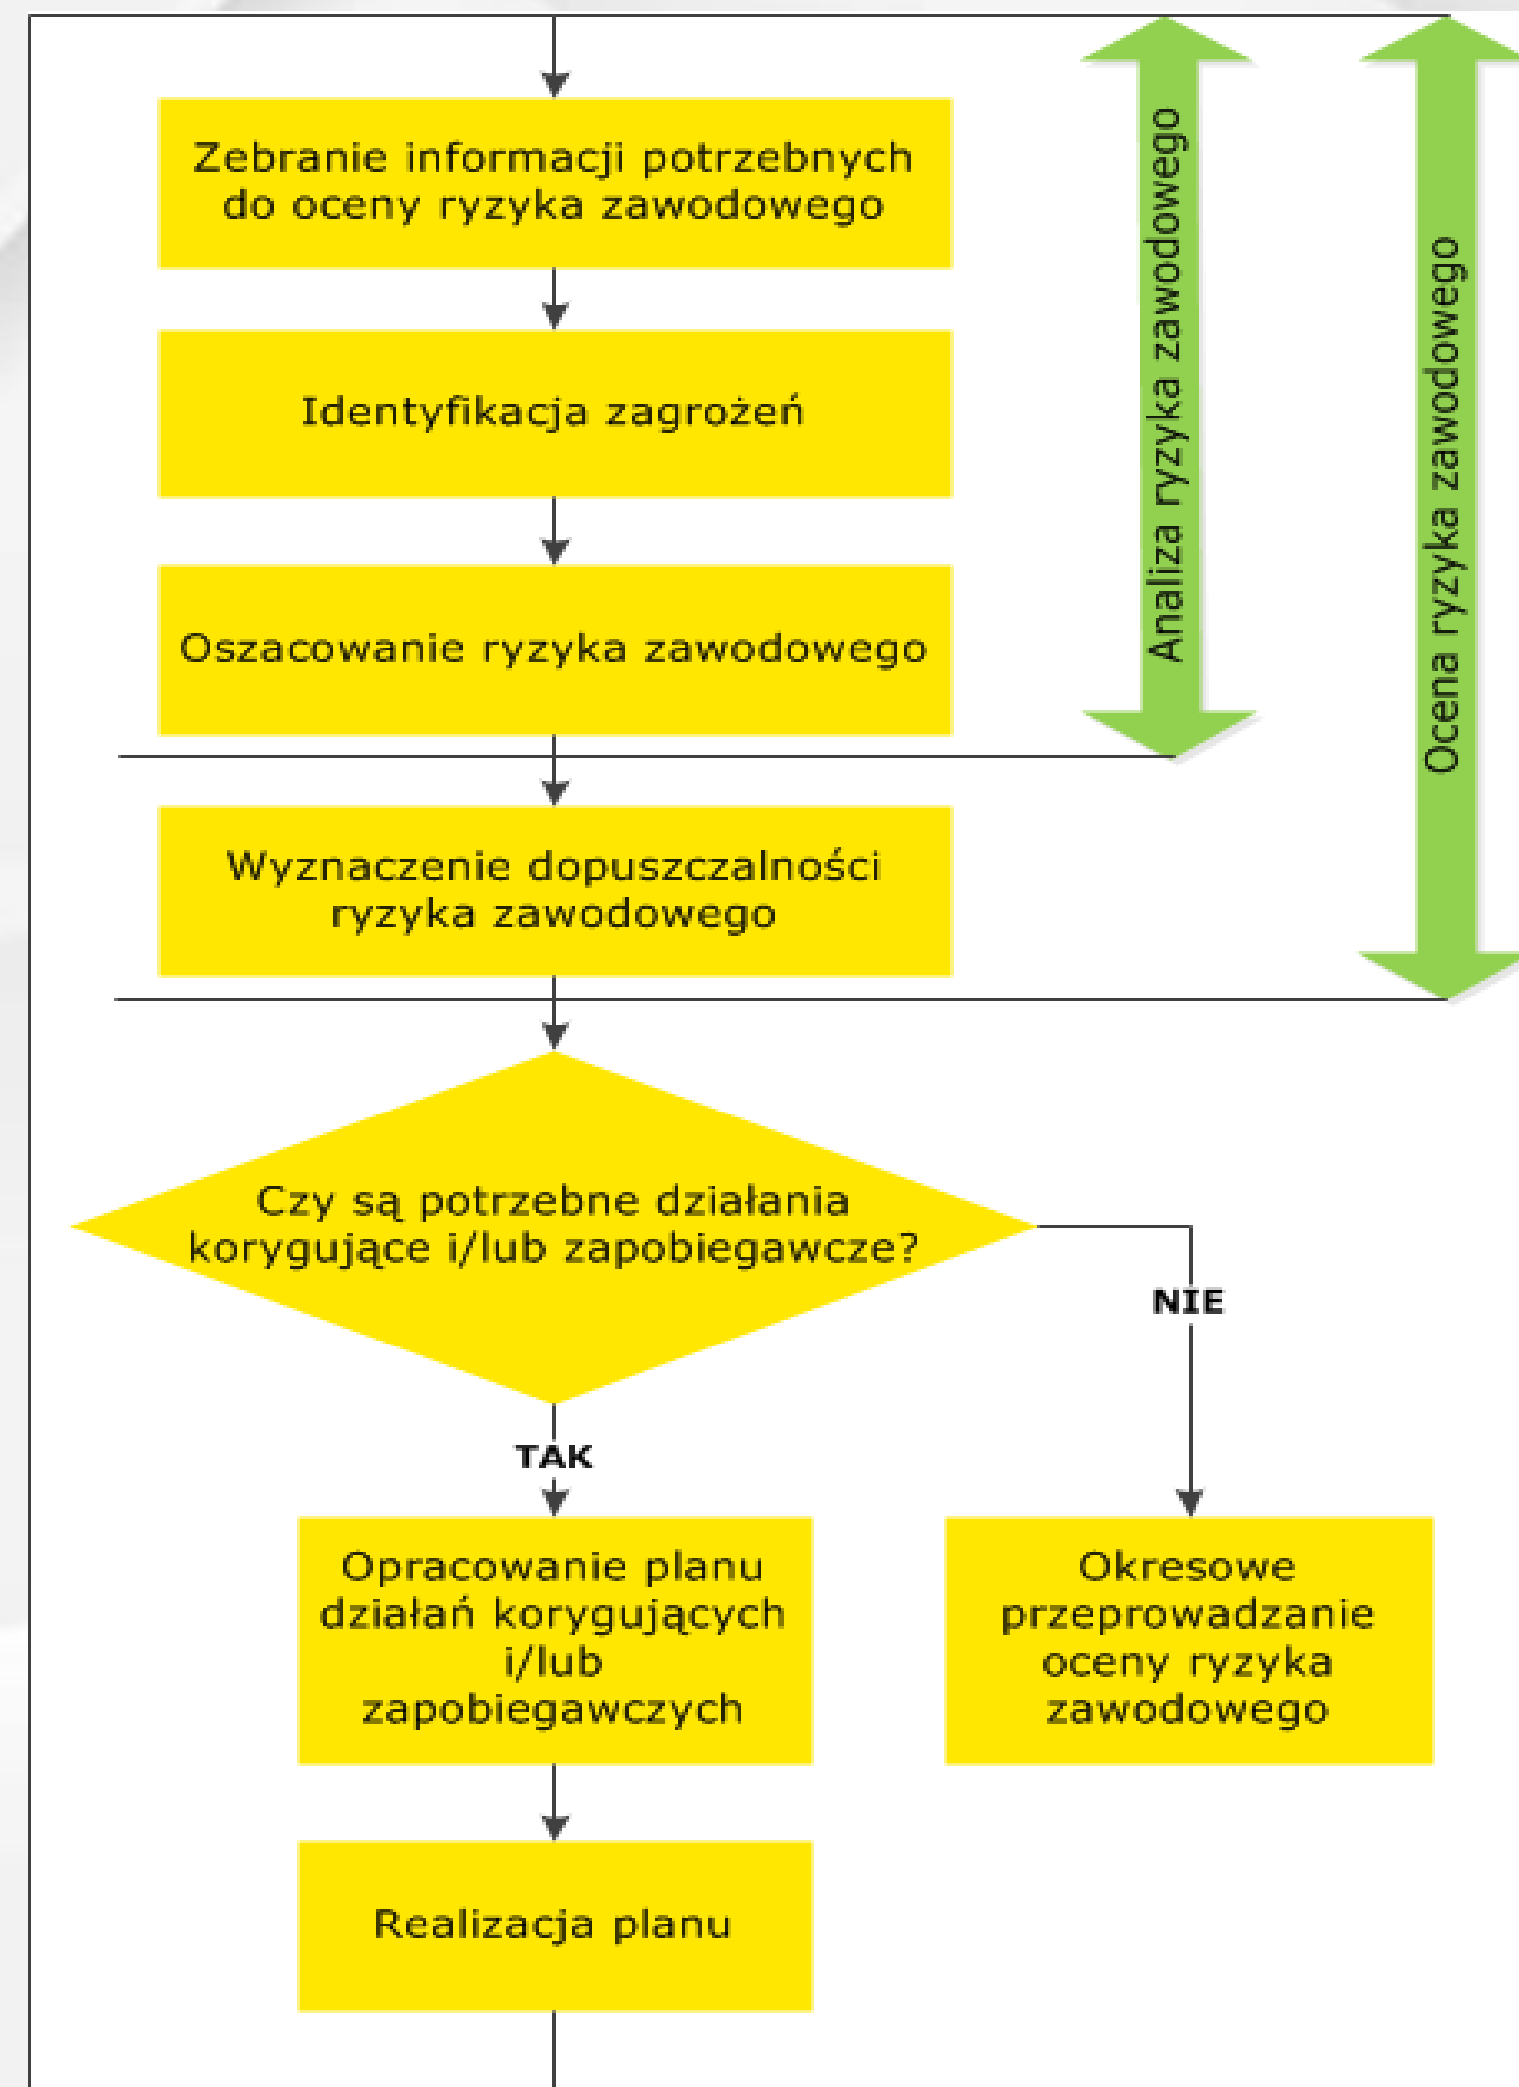 Zebranie informacji potrzebnych
do oceny ryzyka zawodowego
Identyfikacja zagrożeń
Oszacowanie ryzyka zawodowego
Analiza ryzyka zawodowego
Ocena ryzyka zawodowego
Wyznaczenie dopuszczalności
ryzyka zawodowego
Czy są potrzebne działania
korygujące i/lub zapobiegawcze?
NIE
TAK
Opracowanie planu
działań korygujących
i/lub
zapobiegawczych
Okresowe
przeprowadzanie
oceny ryzyka
zawodowego
Realizacja planu